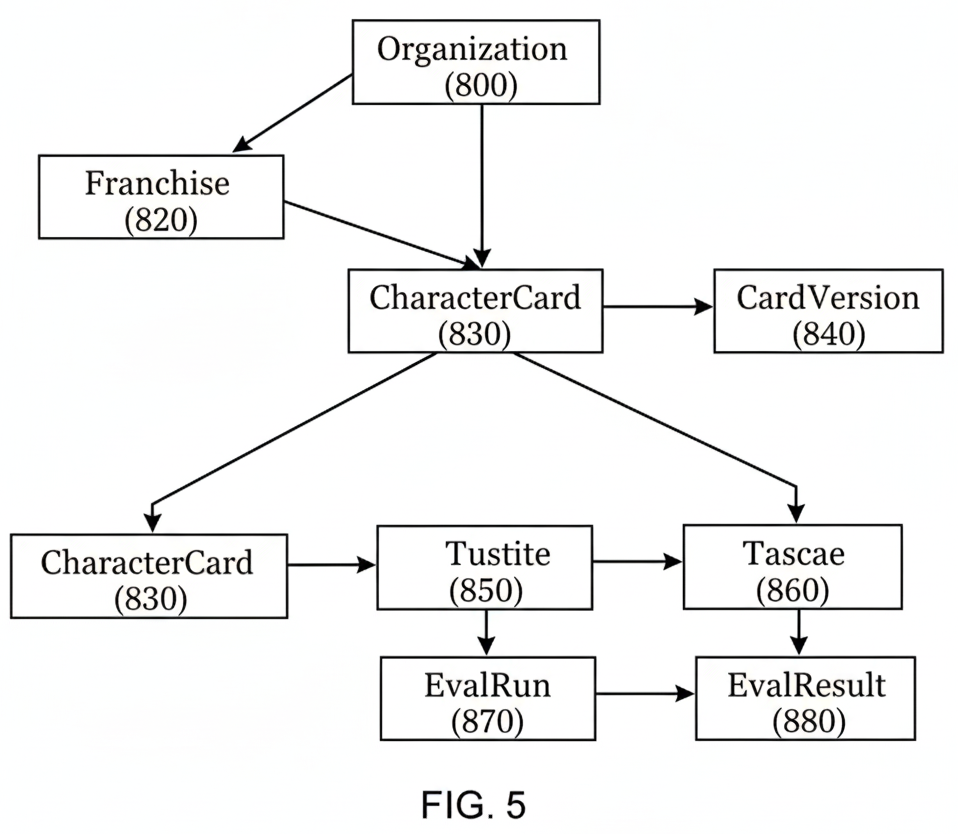 Organization
(800)
Franchise
(820)
CharacterCard
(830)
CardVersion
(840)
CharacterCard
(830)
Tustite
(850)
Tascae
(860)
EvalRun
(870)
EvalResult
(880)
FIG. 5